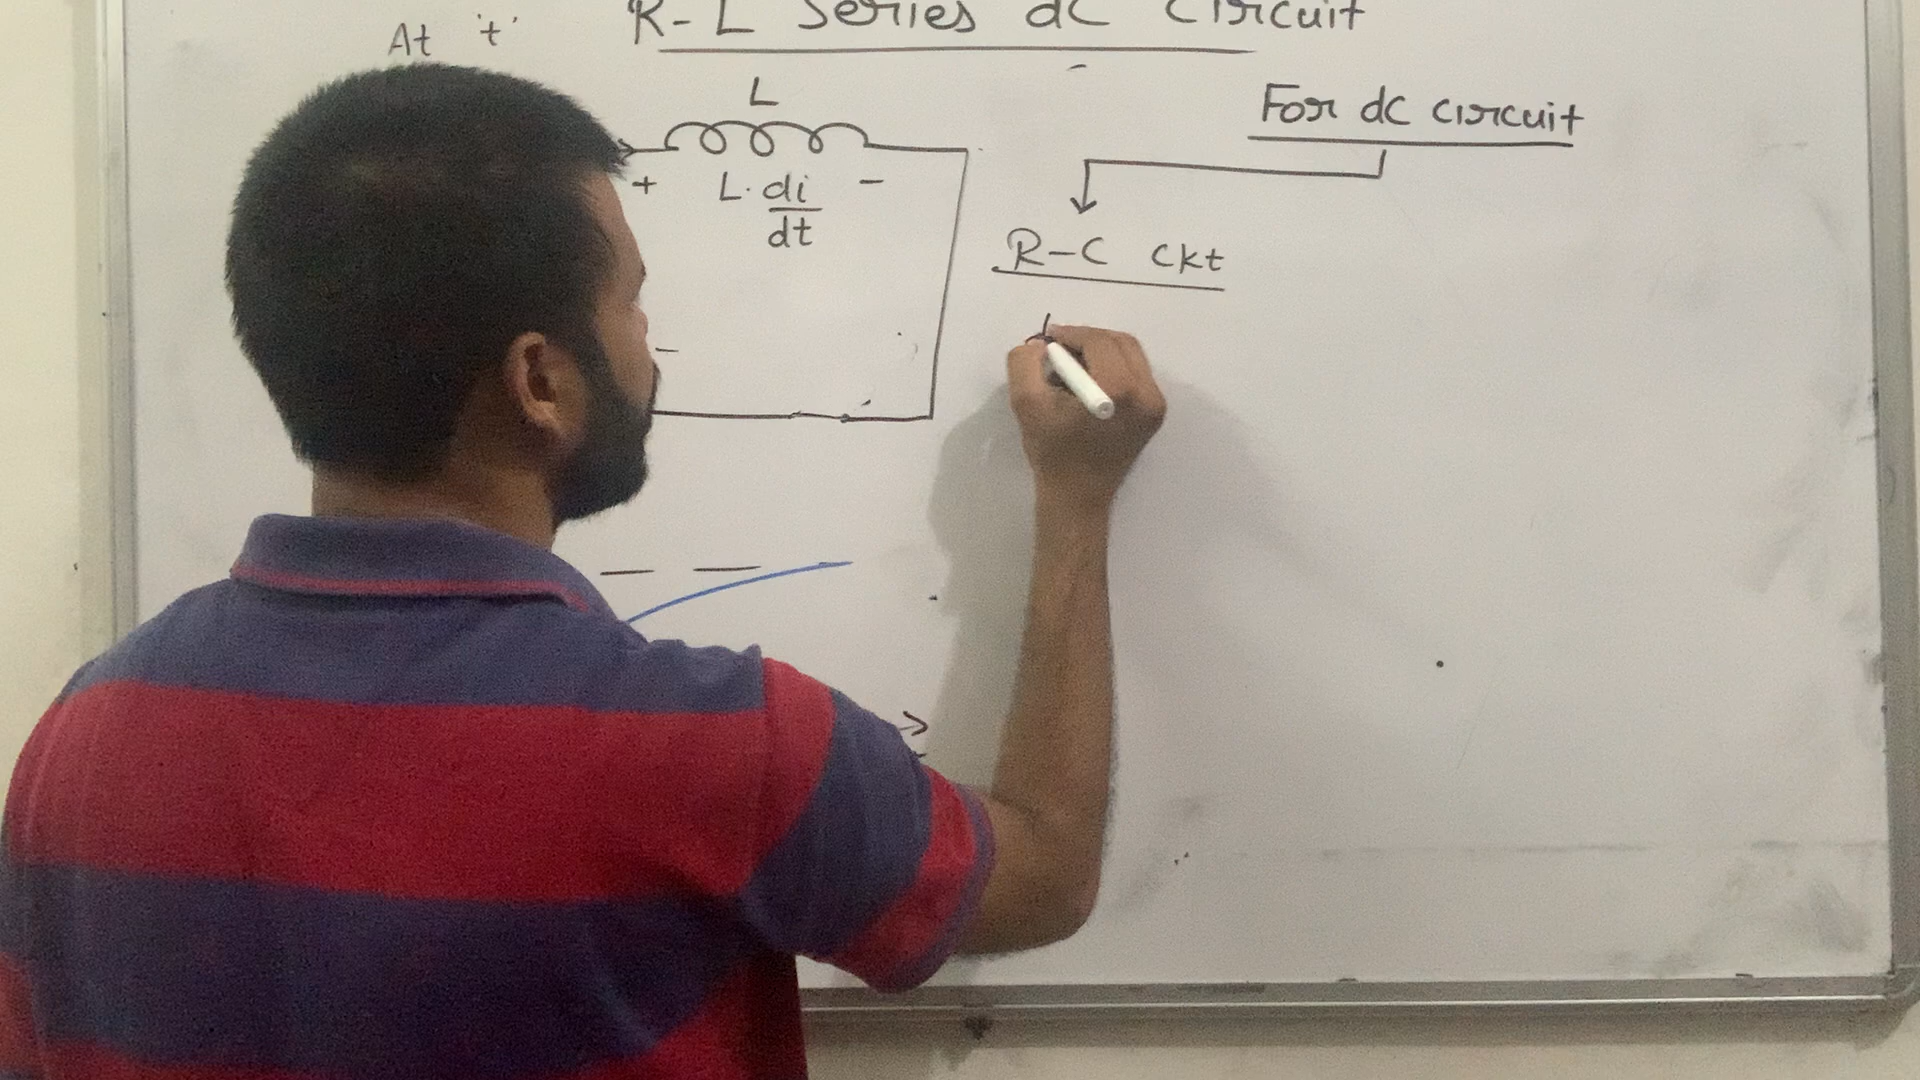 R-L Series dC Circuit
At 't'
L
+ L. di/dt -
-
For dC circuit
R-C Ckt